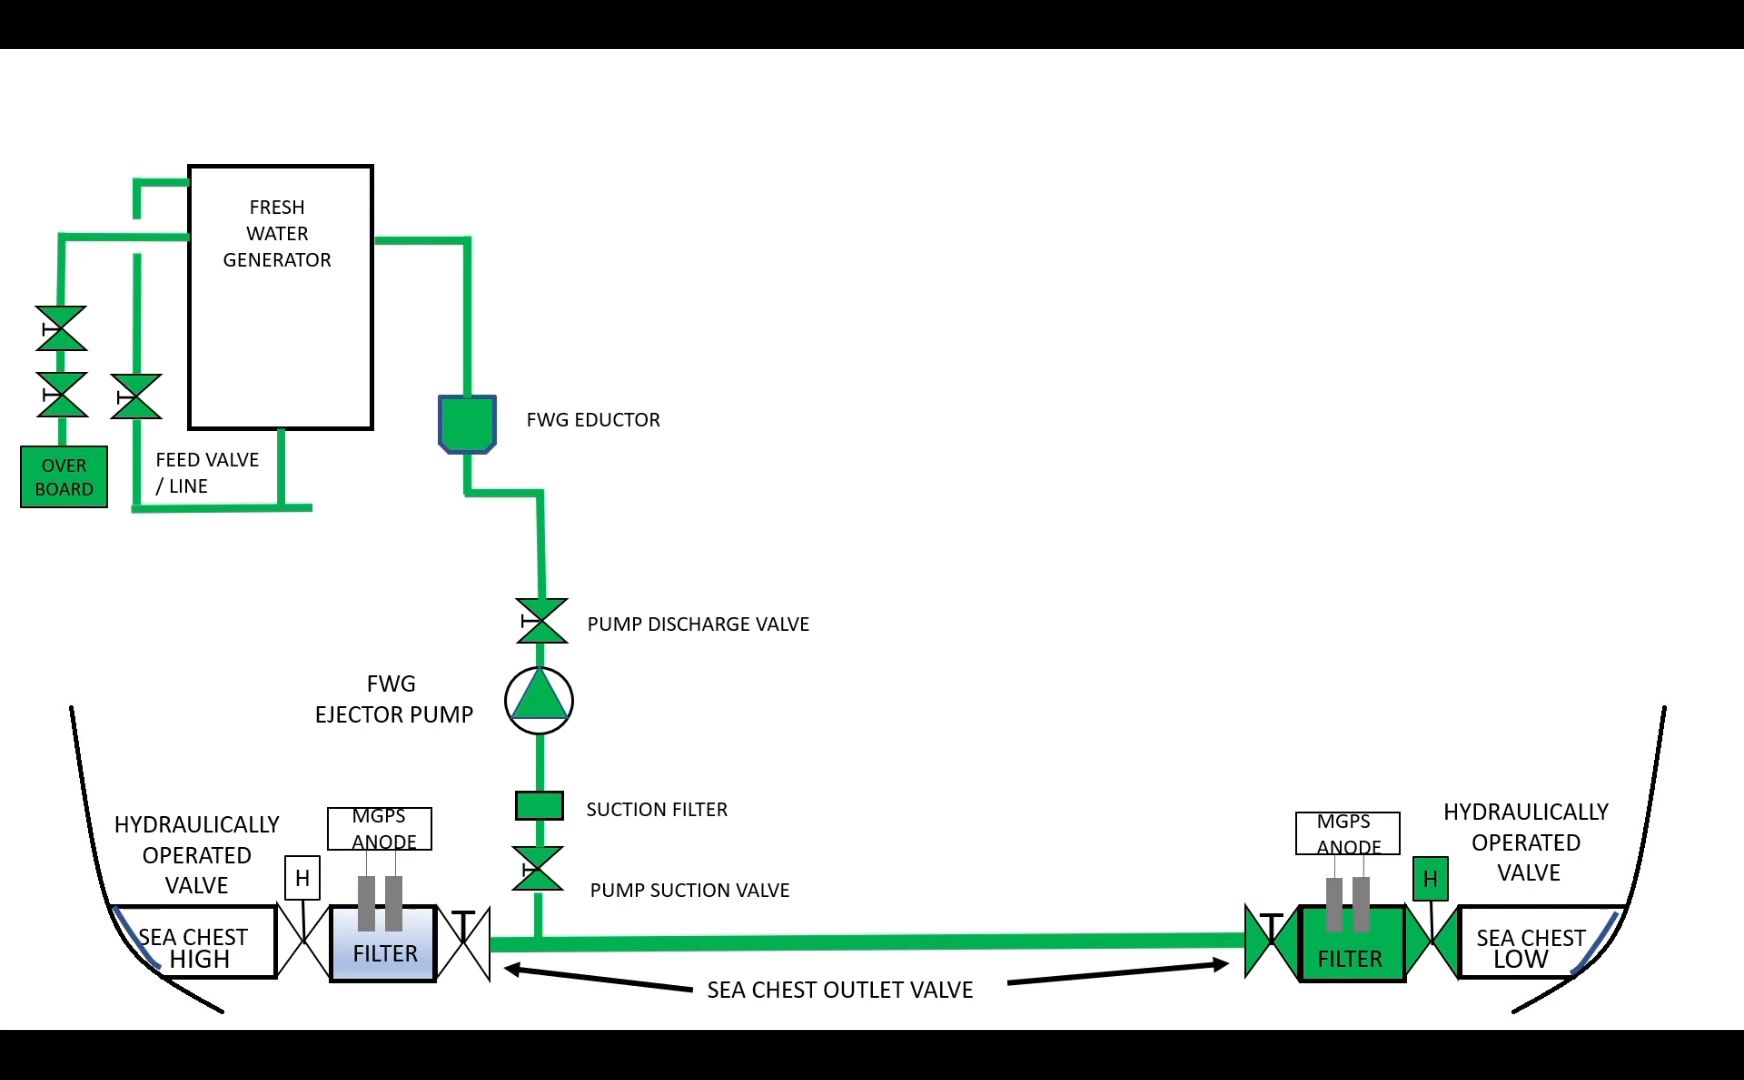 FRESH
WATER
GENERATOR
FWG EDUCTOR
OVER
BOARD
FEED VALVE
/ LINE
PUMP DISCHARGE VALVE
FWG
EJECTOR PUMP
SUCTION FILTER
PUMP SUCTION VALVE
HYDRAULICALLY
OPERATED
VALVE
H
MGPS
ANODE
SEA CHEST
HIGH
FILTER
SEA CHEST OUTLET VALVE
MGPS
ANODE
FILTER
H
HYDRAULICALLY
OPERATED
VALVE
SEA CHEST
LOW